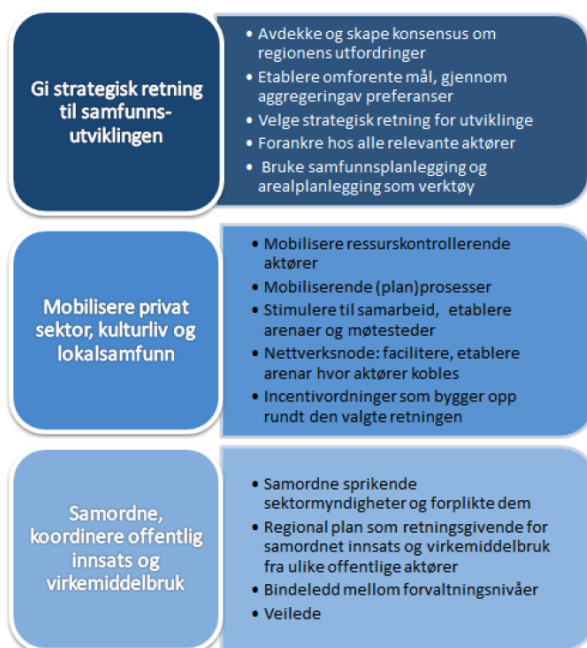 Gi strategisk retning
til samfunns-
utviklingen
• Avdekke og skape konsensus om
regionens utfordringer
• Etablere omforente mål, gjennom
aggregeringav preferanser
• Velge strategisk retning for utviklinge
• Forankre hos alle relevante aktører
• Bruke samfunnsplanlegging og
arealplanlegging som verktøy
Mobilisere privat
sektor, kulturliv og
lokalsamfunn
• Mobilisere ressurskontrollerende
aktører
• Mobiliserende (plan)prosesser
• Stimulere til samarbeid, etablere
arenaer og møtesteder
• Nettverksnode: facilitere, etablere
arenar hvor aktører kobles
• Incentivordninger som bygger opp
rundt den valgte retningen
Samordne,
koordinere offentlig
innsats og
virkemiddelbruk
• Samordne sprikende
sektormyndigheter og forplikte dem
• Regional plan som retningsgivende for
samordnet innsats og virkemiddelbruk
fra ulike offentlige aktører
• Bindeledd mellom forvaltningsnivåer
• Veilede